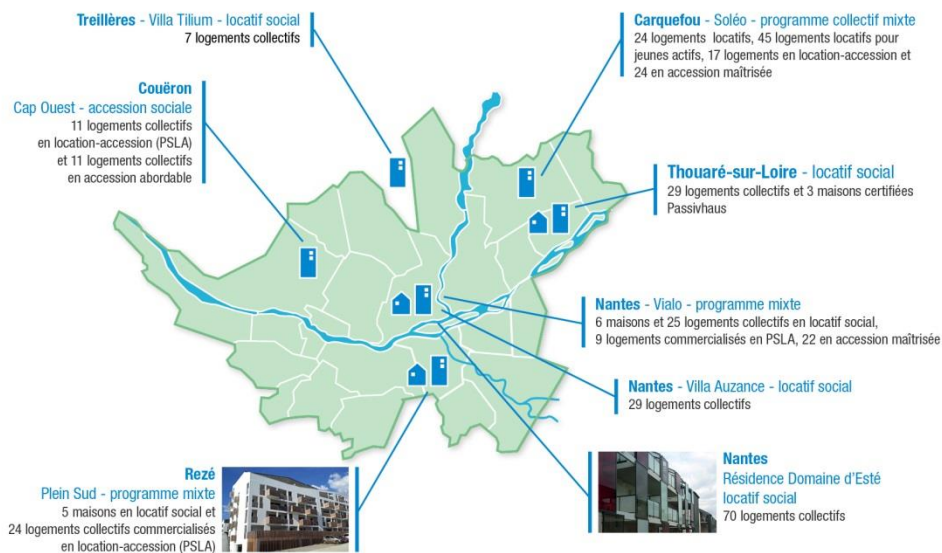 Treillères - Villa Tilium - locatif social
7 logements collectifs
Carquefou - Soléo - programme collectif mixte
24 logements locatifs, 45 locatifs pour
jeunes actifs, 17 logements en location-accession et
24 en accession maîtrisée
Couëron
Cap Ouest - accession sociale
11 logements collectifs
en location-accession (PSLA)
et 11 logements collectifs
en accession abordable
Thouaré-sur-Loire - locatif social
29 logements collectifs et 3 maisons certifiées
Passivhaus
Nantes - Vialo - programme mixte
6 maisons et 25 logements collectifs en locatif social,
9 logements commercialisés en PSLA, 22 en accession maîtrisée
Nantes - Villa Auzance - locatif social
29 logements collectifs
Rezé
Plein Sud - programme mixte
5 maisons en locatif social et
24 logements collectifs commercialisés
en location-accession (PSLA)
Nantes
Résidence Domaine d'Esté
locatif social
70 logements collectifs